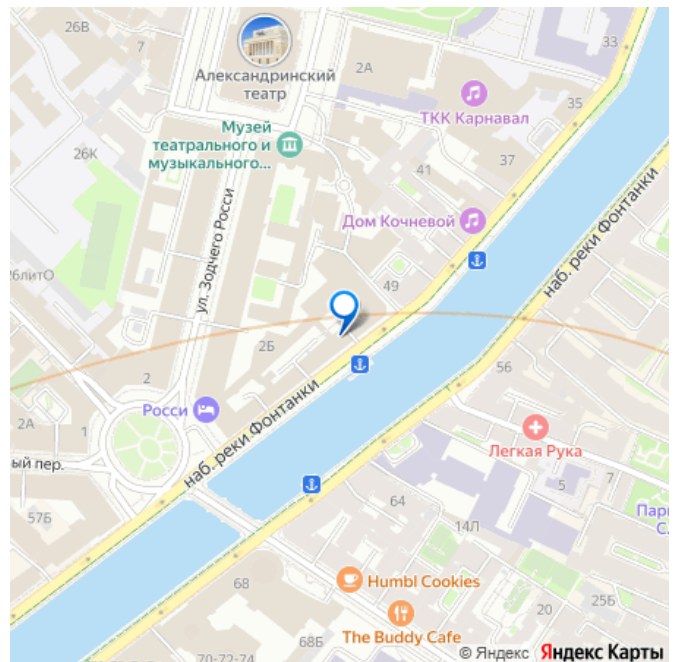 26В
7
33
2А
Александринский
театр
35
ТКК Карнавал
Музей
театрального и
музыкального...
26К
37
41
ул. Зодчего Росси
Дом Кочневой
наб. реки Фонтанки
26литО
49
2Б
56
2
Росси
2А
1
наб. реки Фонтанки
Легкая Рука
ый пер.
5
7
64
57Б
14Л
Пар
С.
68
Humbl Cookies
25Б
20
The Buddy Cafe
68Б
70-72-74
© Яндекс Яндекс Карты